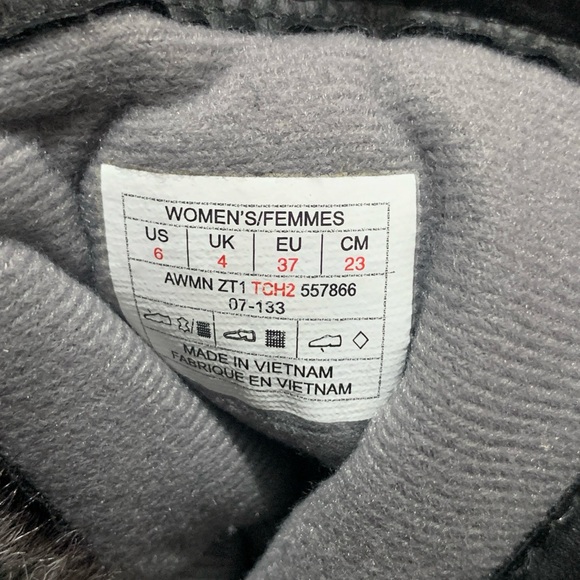 WOMEN'S/FEMMES
US UK EU CM
6 4 37 23
AWMN ZT1 TCH2 557866
07-133
MADE IN VIETNAM
FABRIQUE EN VIETNAM